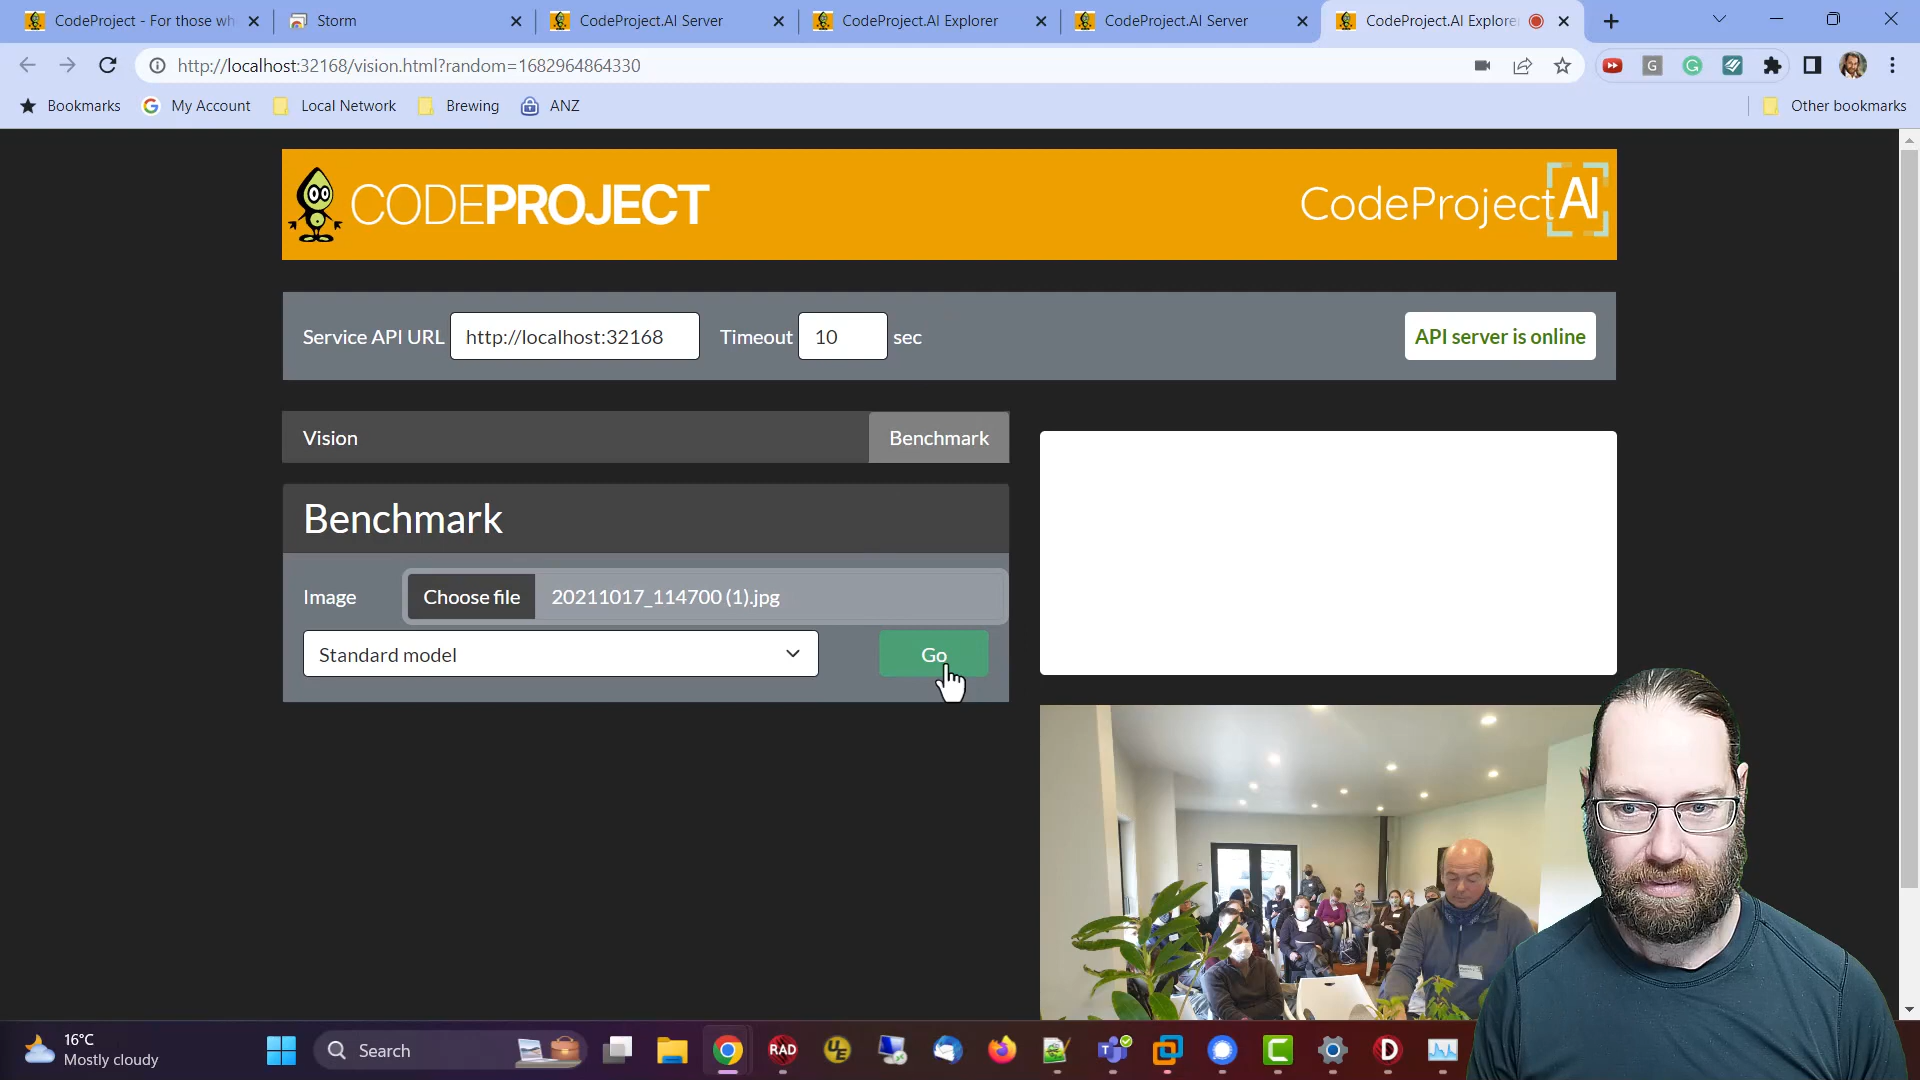 CodeProject - For those wh
Storm
CodeProject.AI Server
CodeProject.AI Explorer
CodeProject.AI Server
CodeProject.AI Explore
http://localhost:32168/vision.html?random=1682964864330
Bookmarks
My Account
Local Network
Brewing
ANZ
Other bookmarks
CODEPROJECT
CodeProject AI
Service API URL
http://localhost:32168
Timeout
10
sec
API server is online
Vision
Benchmark
Benchmark
Image
Choose file
20211017_114700 (1).jpg
Standard model
Go
16°C
Mostly cloudy
Search
RAD
UE